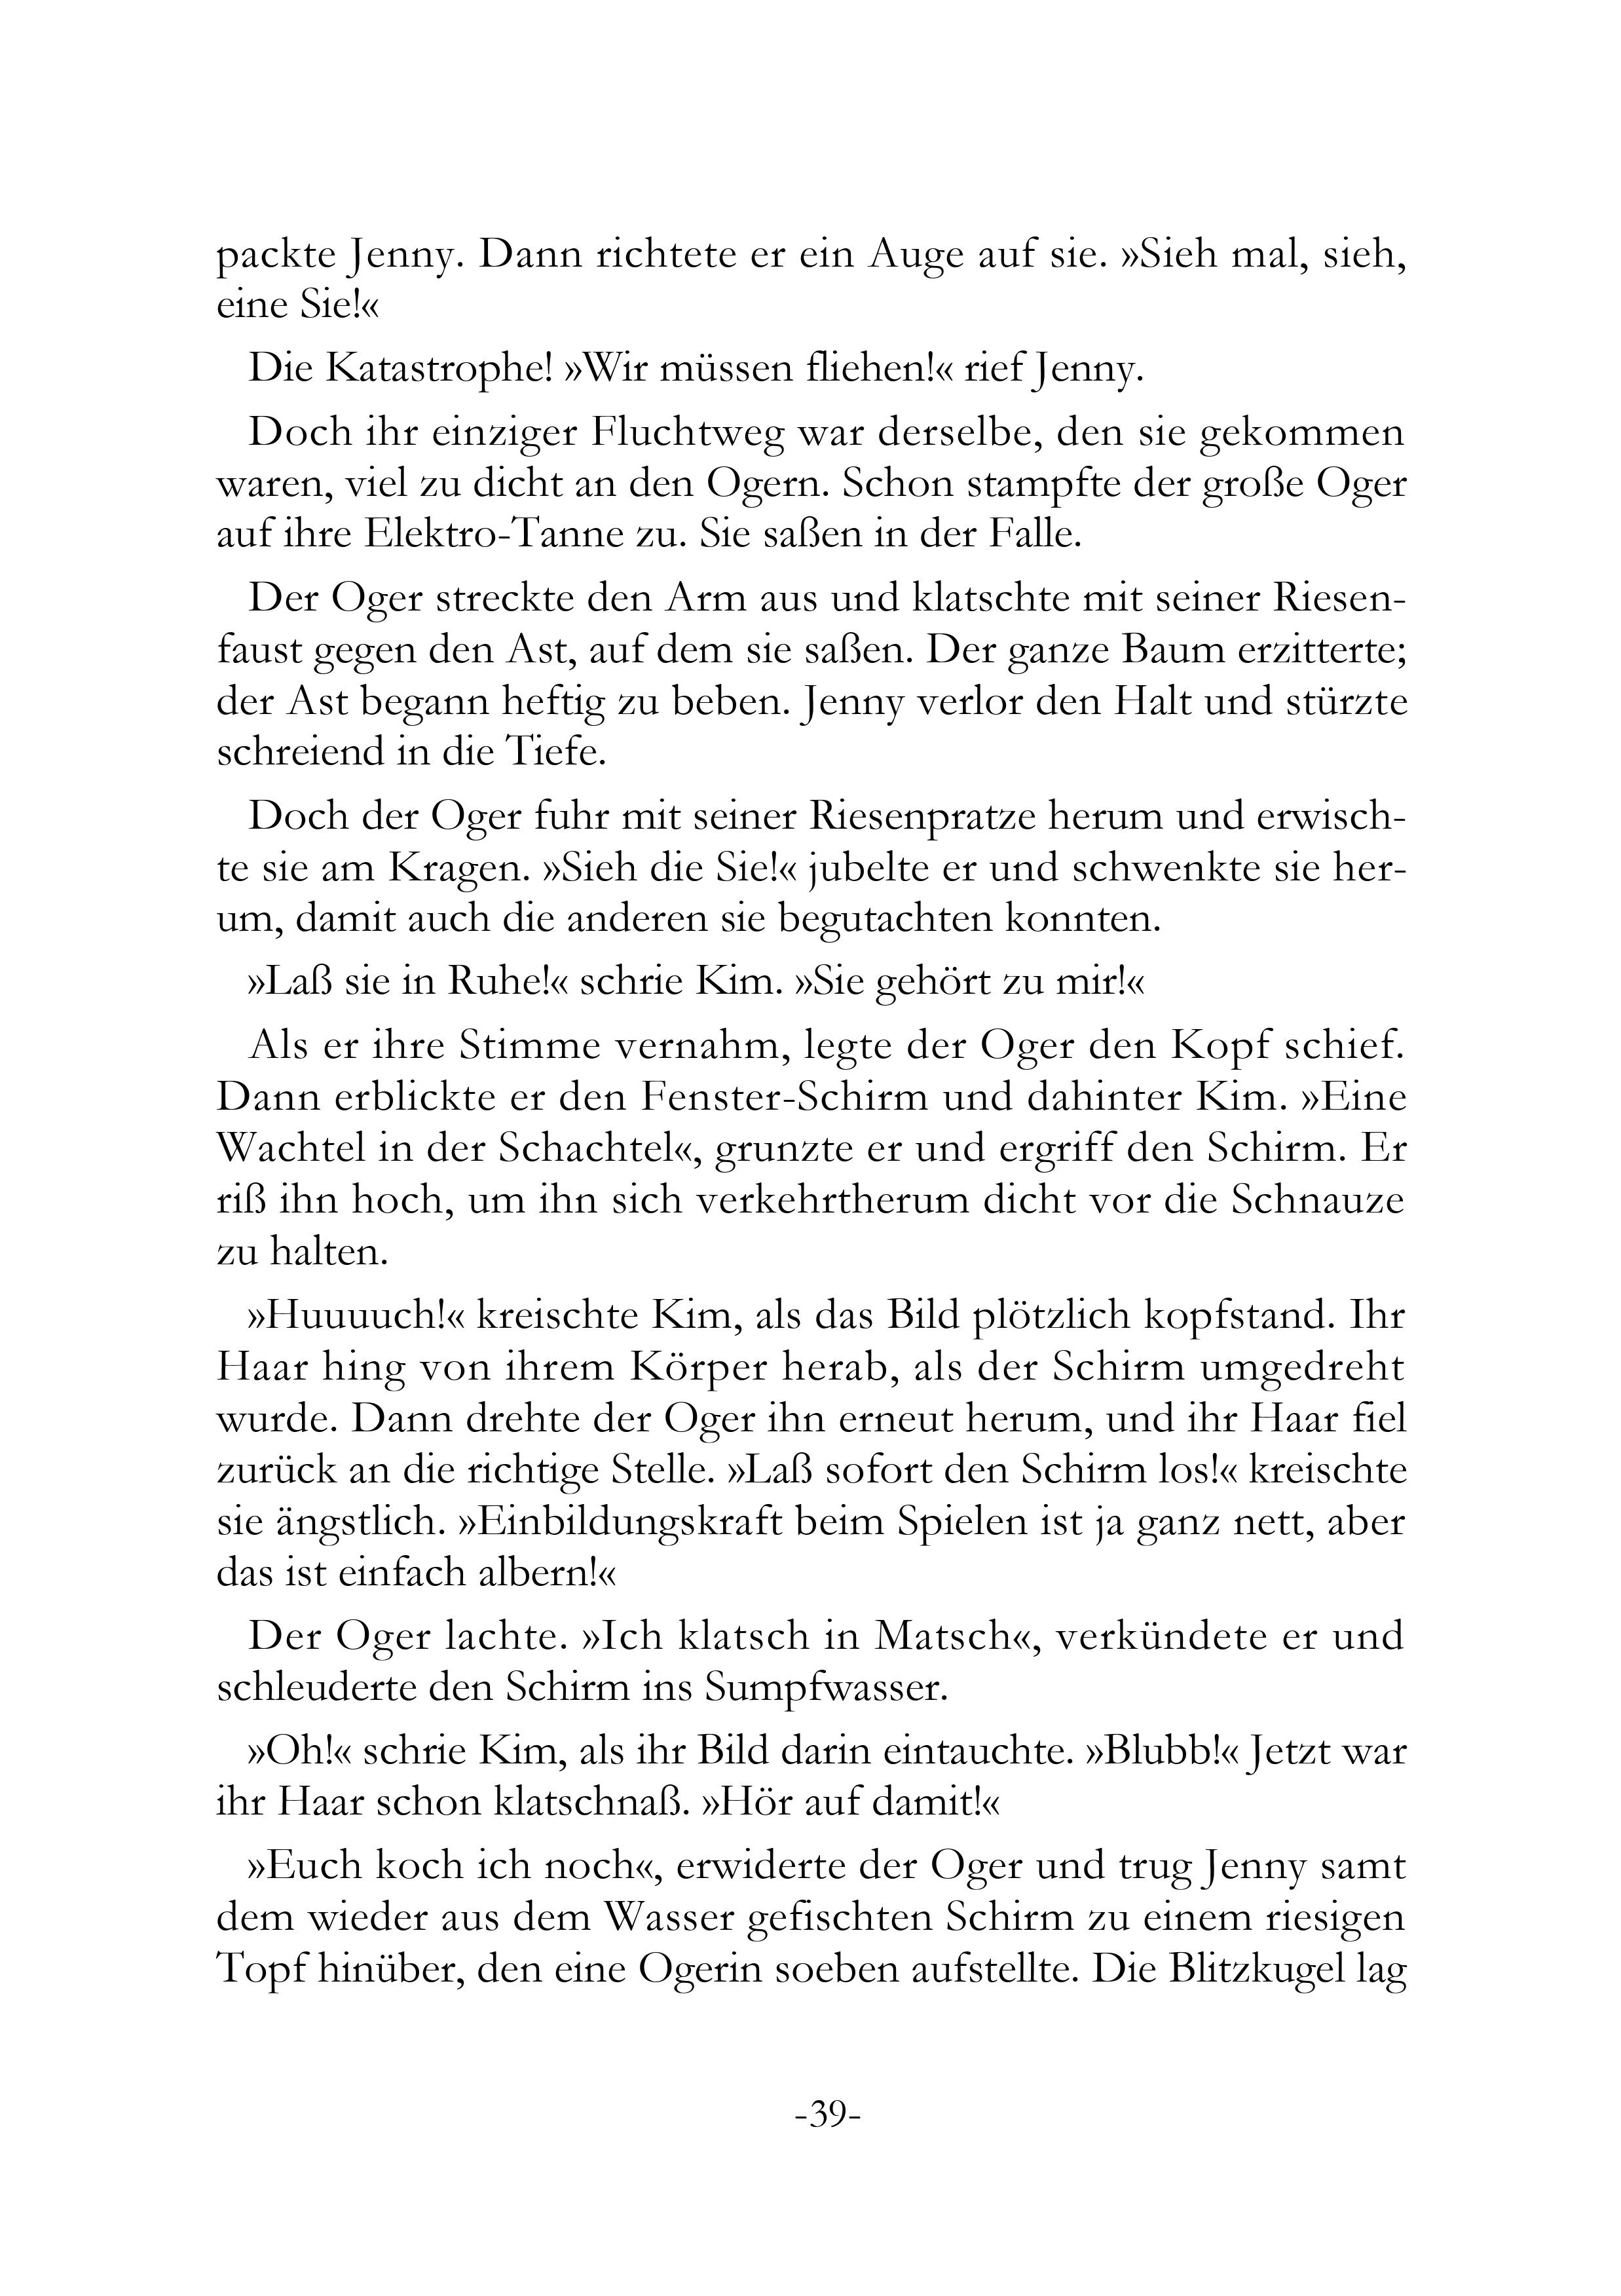 packte Jenny. Dann richtete er ein Auge auf sie. »Sieh mal, sieh,
eine Sie!«
Die Katastrophe! »Wir müssen fliehen!« rief Jenny.
Doch ihr einziger Fluchtweg war derselbe, den sie gekommen
waren, viel zu dicht an den Ogern. Schon stampfte der große Oger
auf ihre Elektro-Tanne zu. Sie saßen in der Falle.
Der Oger streckte den Arm aus und klatschte mit seiner Riesen-
faust gegen den Ast, auf dem sie saßen. Der ganze Baum erzitterte;
der Ast begann heftig zu beben. Jenny verlor den Halt und stürzte
schreiend in die Tiefe.
Doch der Oger fuhr mit seiner Riesenpratze herum und erwisch-
te sie am Kragen. »Sieh die Sie!« jubelte er und schwenkte sie her-
um, damit auch die anderen sie begutachten konnten.
»Laß sie in Ruhe!« schrie Kim. »Sie gehört zu mir!«
Als er ihre Stimme vernahm, legte der Oger den Kopf schief.
Dann erblickte er den Fenster-Schirm und dahinter Kim. »Eine
Wachtel in der Schachtel«, grunzte er und ergriff den Schirm. Er
riß ihn hoch, um ihn sich verkehrtherum dicht vor die Schnauze
zu halten.
»Huuuuch!« kreischte Kim, als das Bild plötzlich kopfstand. Ihr
Haar hing von ihrem Körper herab, als der Schirm umgedreht
wurde. Dann drehte der Oger ihn erneut herum, und ihr Haar fiel
zurück an die richtige Stelle. »Laß sofort den Schirm los!« kreischte
sie ängstlich. »Einbildungskraft beim Spielen ist ja ganz nett, aber
das ist einfach albern!«
Der Oger lachte. »Ich klatsch in Matsch«, verkündete er und
schleuderte den Schirm ins Sumpfwasser.
»Oh!« schrie Kim, als ihr Bild darin eintauchte. »Blubb!« Jetzt war
ihr Haar schon klatschnaß. »Hör auf damit!«
»Euch koch ich noch«, erwiderte der Oger und trug Jenny samt
dem wieder aus dem Wasser gefischten Schirm zu einem riesigen
Topf hinüber, den eine Ogerin soeben aufstellte. Die Blitzkugel lag
-39-